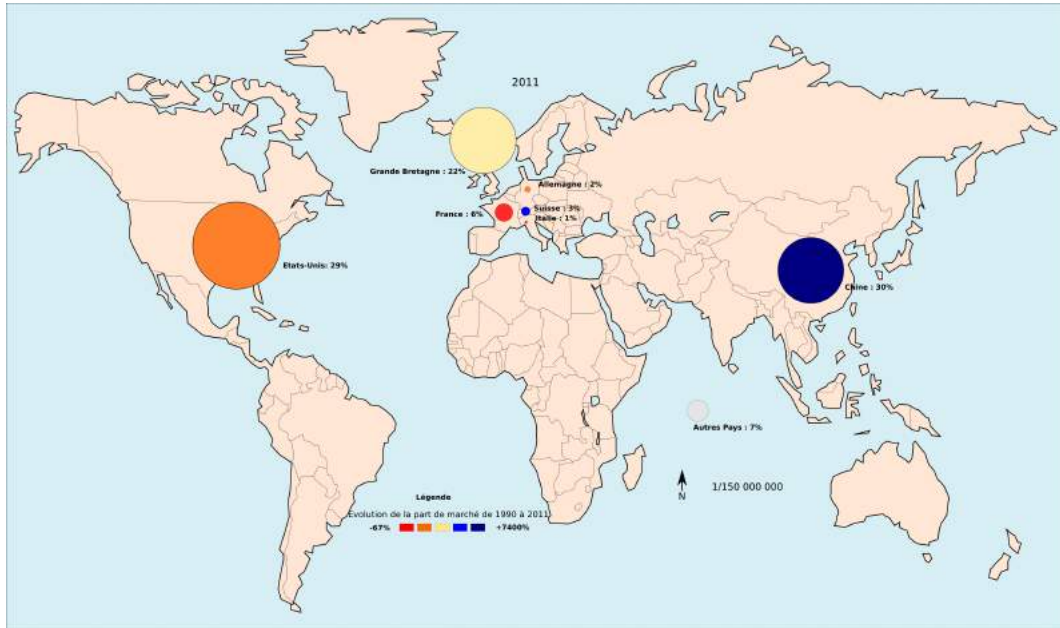 2011
Grande Bretagne : 22%
Allemagne : 2%
France : 6%
Suisse : 3%
Italie : 1%
Etats-Unis: 29%
Chine : 30%
Autres Pays : 7%
N
1/150 000 000
Légende
Evolution de la part de marché de 1990 à 2011
-67%
+7400%